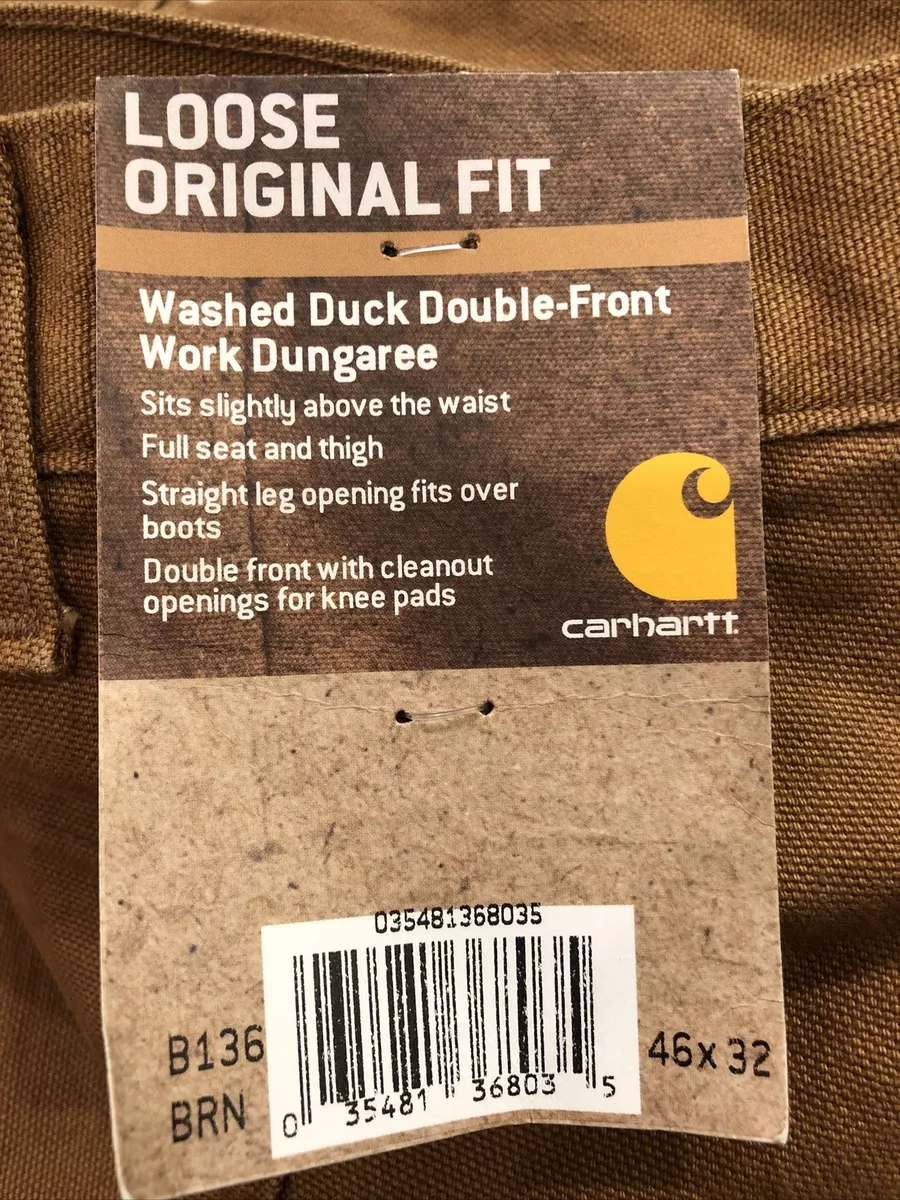 LOOSE
ORIGINAL FIT
Washed Duck Double-Front
Work Dungaree
Sits slightly above the waist
Full seat and thigh
Straight leg opening fits over
boots
Double front with cleanout
openings for knee pads
carhartt.
035481368035
B136
46x32
BRN
0 35481 36803 5